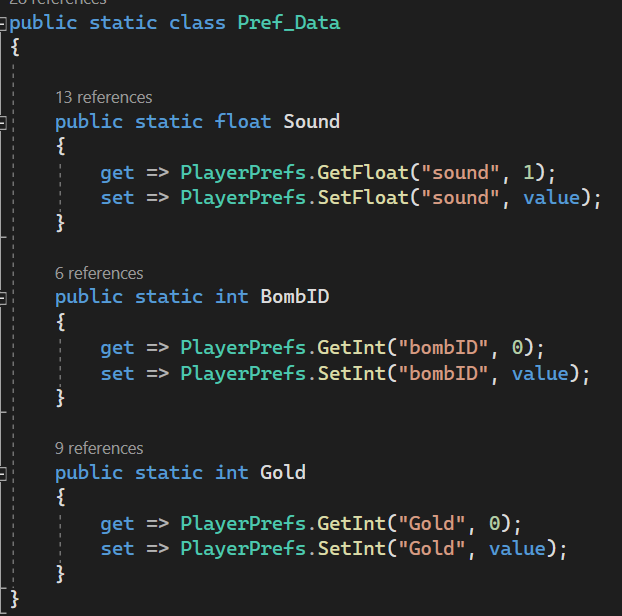 26 references
public static class Pref_Data
{
13 references
public static float Sound
{
get => PlayerPrefs.GetFloat("sound", 1);
set => PlayerPrefs.SetFloat("sound", value);
}
6 references
public static int BombID
{
get => PlayerPrefs.GetInt("bombID", 0);
set => PlayerPrefs.SetInt("bombID", value);
}
9 references
public static int Gold
{
get => PlayerPrefs.GetInt("Gold", 0);
set => PlayerPrefs.SetInt("Gold", value);
}
}